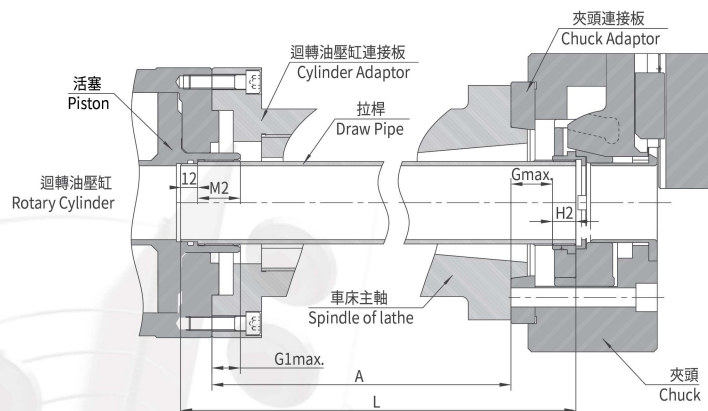 夾頭連接板
Chuck Adaptor
迴轉油壓缸連接板
Cylinder Adaptor
活塞
Piston
拉桿
Draw Pipe
12
M2
Gmax.
H2
迴轉油壓缸
Rotary Cylinder
車床主軸
Spindle of lathe
G1max.
A
L
夾頭
Chuck